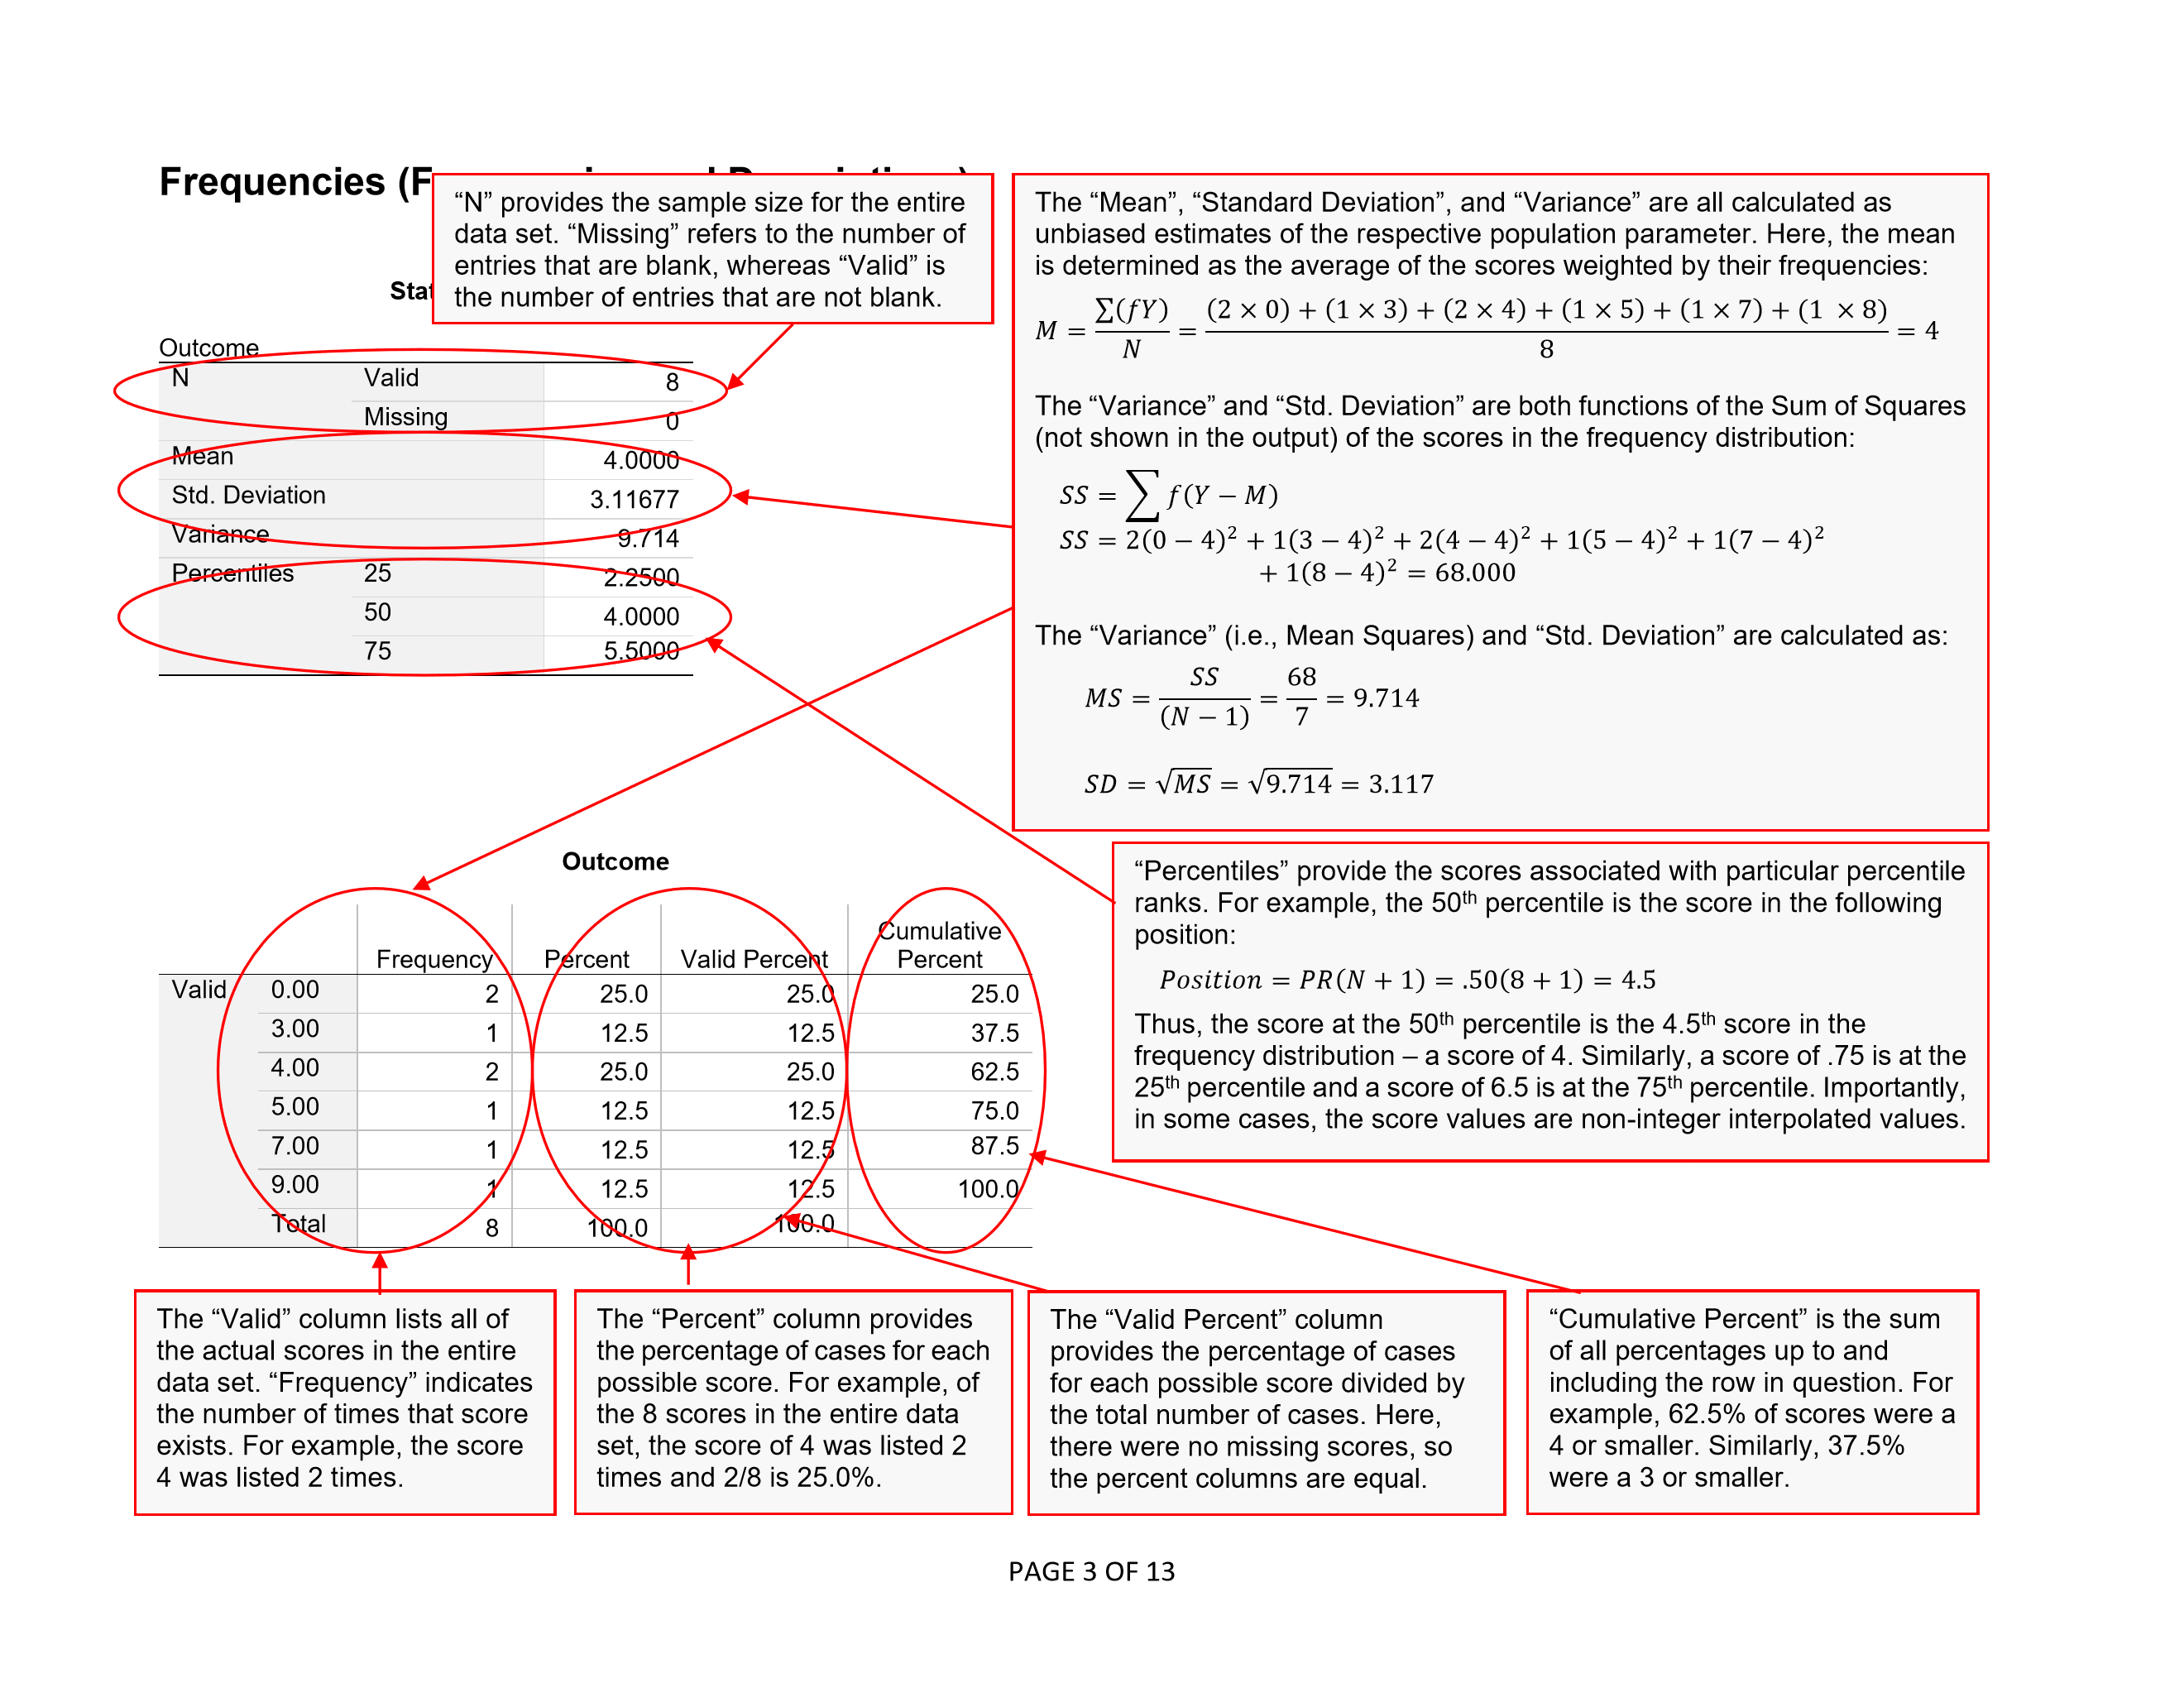 Frequencies (F
“N” provides the sample size for the entire
data set. “Missing” refers to the number of
entries that are blank, whereas “Valid” is
the number of entries that are not blank.
Outcome
N Valid 8
Missing 0
Mean 4.0000
Std. Deviation 3.11677
Variance 9.714
Percentiles 25 2.2500
50 4.0000
75 5.5000
The “Mean”, “Standard Deviation”, and “Variance” are all calculated as
unbiased estimates of the respective population parameter. Here, the mean
is determined as the average of the scores weighted by their frequencies:
M = ∑(fY) / N = (2 × 0) + (1 × 3) + (2 × 4) + (1 × 5) + (1 × 7) + (1 × 8) / 8 = 4
The “Variance” and “Std. Deviation” are both functions of the Sum of Squares
(not shown in the output) of the scores in the frequency distribution:
SS = ∑ f(Y − M)
SS = 2(0 − 4)² + 1(3 − 4)² + 2(4 − 4)² + 1(5 − 4)² + 1(7 − 4)²
+ 1(8 − 4)² = 68.000
The “Variance” (i.e., Mean Squares) and “Std. Deviation” are calculated as:
MS = SS / (N − 1) = 68 / 7 = 9.714
SD = √MS = √9.714 = 3.117
“Percentiles” provide the scores associated with particular percentile
ranks. For example, the 50th percentile is the score in the following
position:
Position = PR(N + 1) = .50(8 + 1) = 4.5
Thus, the score at the 50th percentile is the 4.5th score in the
frequency distribution – a score of 4. Similarly, a score of .75 is at the
25th percentile and a score of 6.5 is at the 75th percentile. Importantly,
in some cases, the score values are non-integer interpolated values.
Outcome
Frequency Percent Valid Percent Cumulative Percent
Valid 0.00 2 25.0 25.0 25.0
3.00 1 12.5 12.5 37.5
4.00 2 25.0 25.0 62.5
5.00 1 12.5 12.5 75.0
7.00 1 12.5 12.5 87.5
9.00 1 12.5 12.5 100.0
Total 8 100.0 100.0
The “Valid” column lists all of
the actual scores in the entire
data set. “Frequency” indicates
the number of times that score
exists. For example, the score
4 was listed 2 times.
The “Percent” column provides
the percentage of cases for each
possible score. For example, of
the 8 scores in the entire data
set, the score of 4 was listed 2
times and 2/8 is 25.0%.
The “Valid Percent” column
provides the percentage of cases
for each possible score divided by
the total number of cases. Here,
there were no missing scores, so
the percent columns are equal.
“Cumulative Percent” is the sum
of all percentages up to and
including the row in question. For
example, 62.5% of scores were a
4 or smaller. Similarly, 37.5%
were a 3 or smaller.
PAGE 3 OF 13